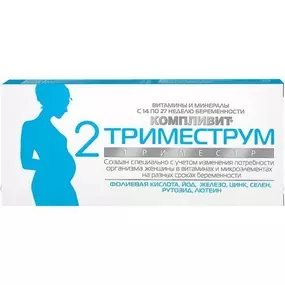 ВИТАМИНЫ И МИНЕРАЛЫ
С 14 ПО 27 НЕДЕЛЮ БЕРЕМЕННОСТИ
КОМПЛИВИТ
2 ТРИМЕСТРУМ
ТРИМЕСТР
Создан специально с учетом изменения потребности
организма женщины в витаминах и микроэлементах
на разных сроках беременности
ФОЛИЕВАЯ КИСЛОТА, ЙОД, ЖЕЛЕЗО, ЦИНК, СЕЛЕН,
РУТОЗИД, ЛЮТЕИН